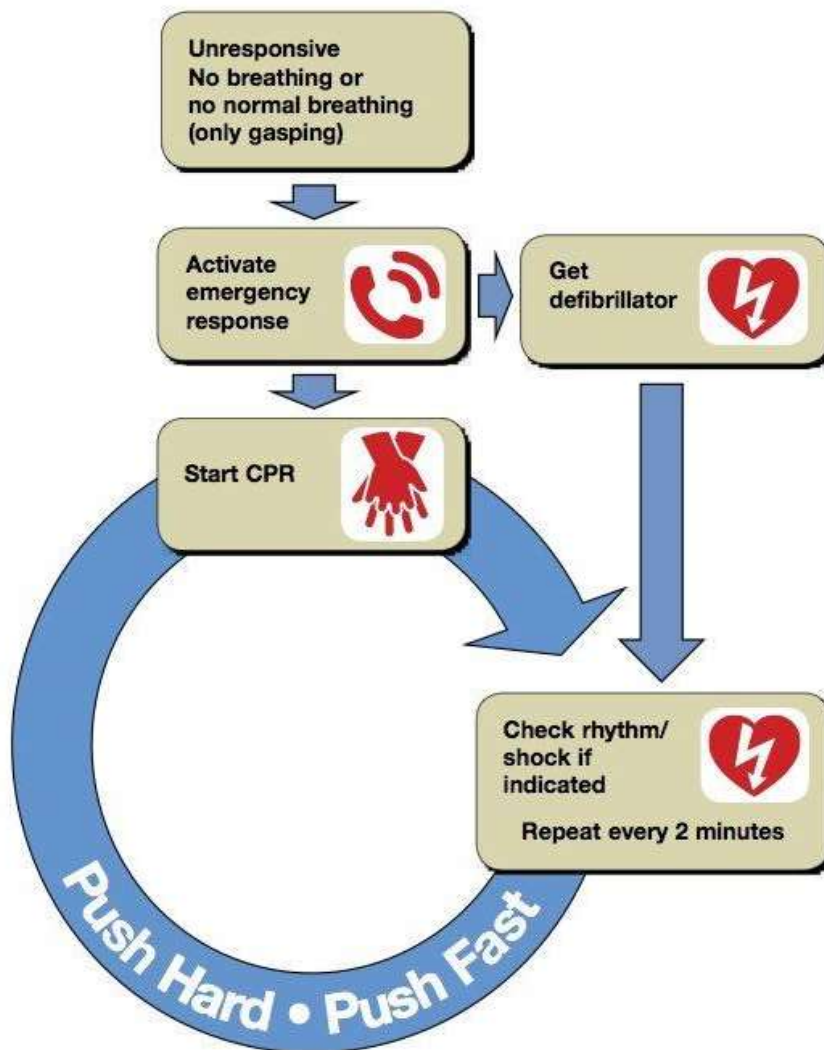 Unresponsive
No breathing or
no normal breathing
(only gasping)
Activate
emergency
response
Get
defibrillator
Start CPR
Check rhythm/
shock if
indicated
Repeat every 2 minutes
Push Hard • Push Fast